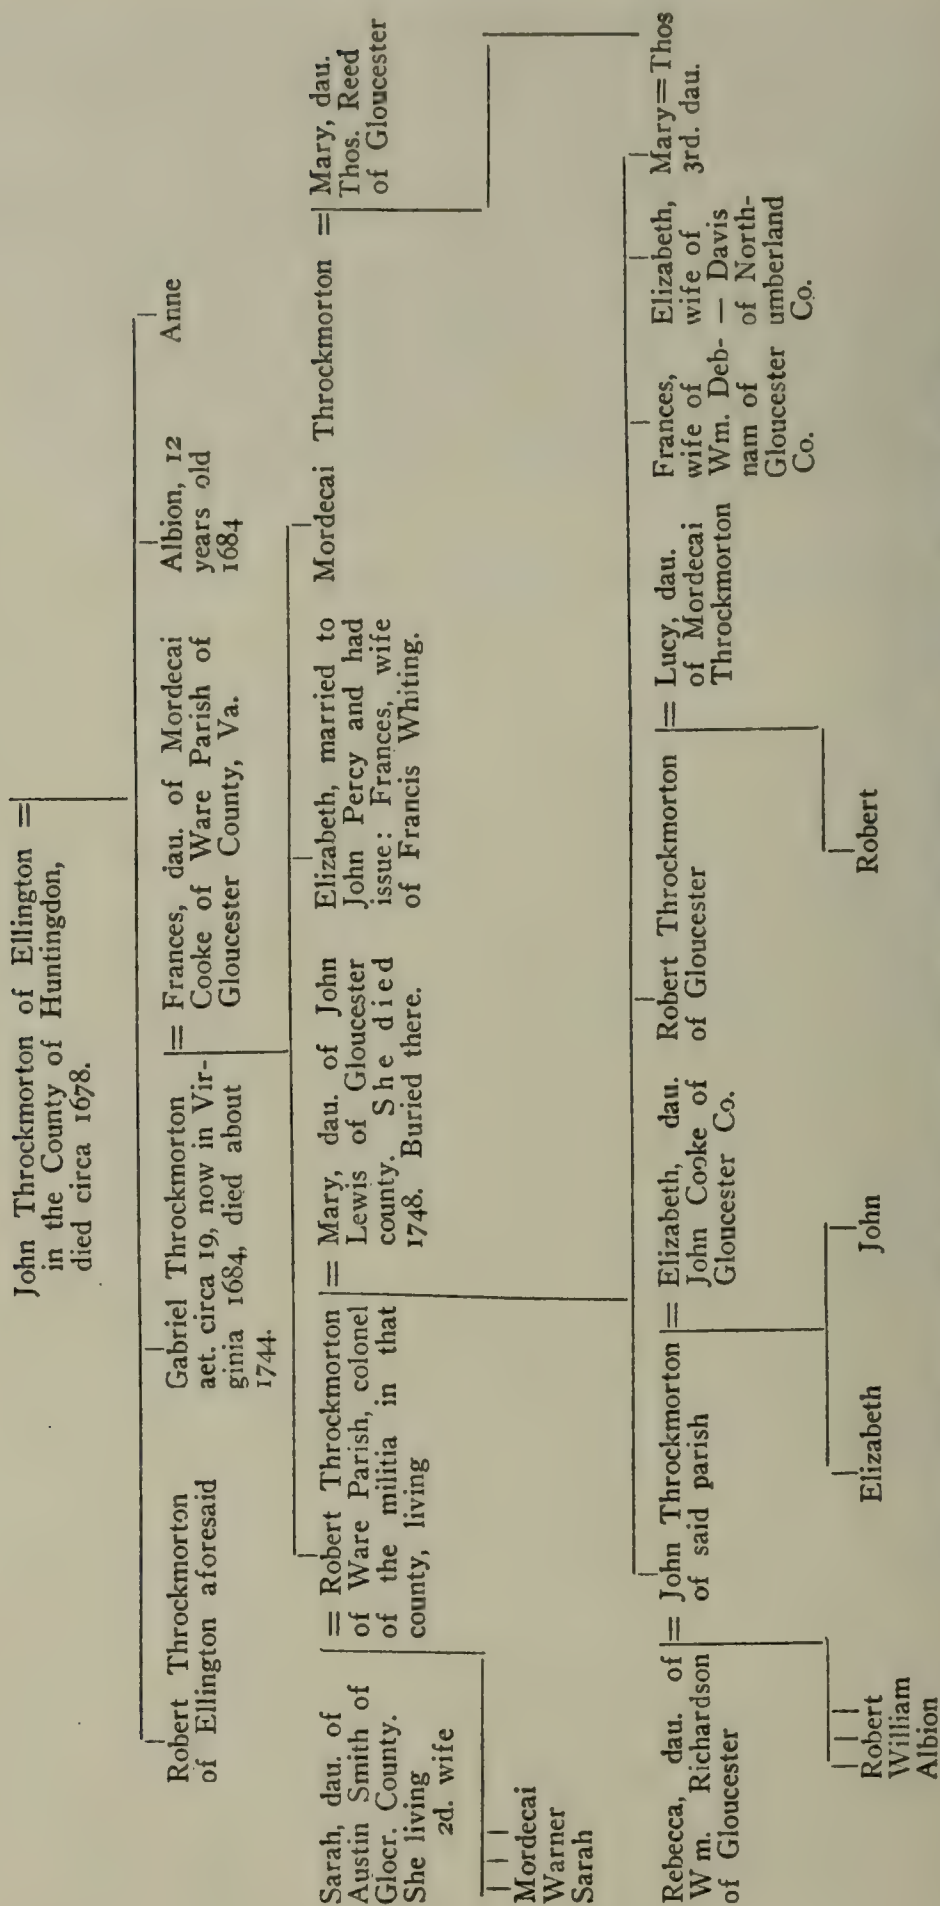 John Throckmorton of Ellington =
in the County of Huntingdon,
died circa 1678.
Robert Throckmorton
of Ellington aforesaid
Gabriel Throckmorton
aet. circa 19, now in Vir-
ginia 1684, died about
1744.
= Frances, dau. of Mordecai
Cooke of Ware Parish of
Gloucester County, Va.
Albion, 12
years old
1684
Anne
Sarah, dau. of
Austin Smith of
Glocr. County.
She living
2d. wife
= Robert Throckmorton
of Ware Parish, colonel
of the militia in that
county, living
= Mary, dau. of John
Lewis of Gloucester
county. She died
1748. Buried there.
Elizabeth, married to
John Percy and had
issue: Frances, wife
of Francis Whiting.
Mordecai Throckmorton =
Mary, dau.
Thos. Reed
of Gloucester
Mordecai
Warner
Sarah
Rebecca, dau. of
Wm. Richardson
of Gloucester
= John Throckmorton
of said parish
= Elizabeth, dau.
John Cooke of
Gloucester Co.
Robert Throckmorton
of Gloucester
= Lucy, dau.
of Mordecai
Throckmorton
Frances,
wife of
Wm. Deb-
nam of
Gloucester
Co.
Elizabeth,
wife of
— Davis
of North-
umberland
Co.
Mary=Thos
3rd. dau.
Robert
William
Albion
Elizabeth
John
Robert